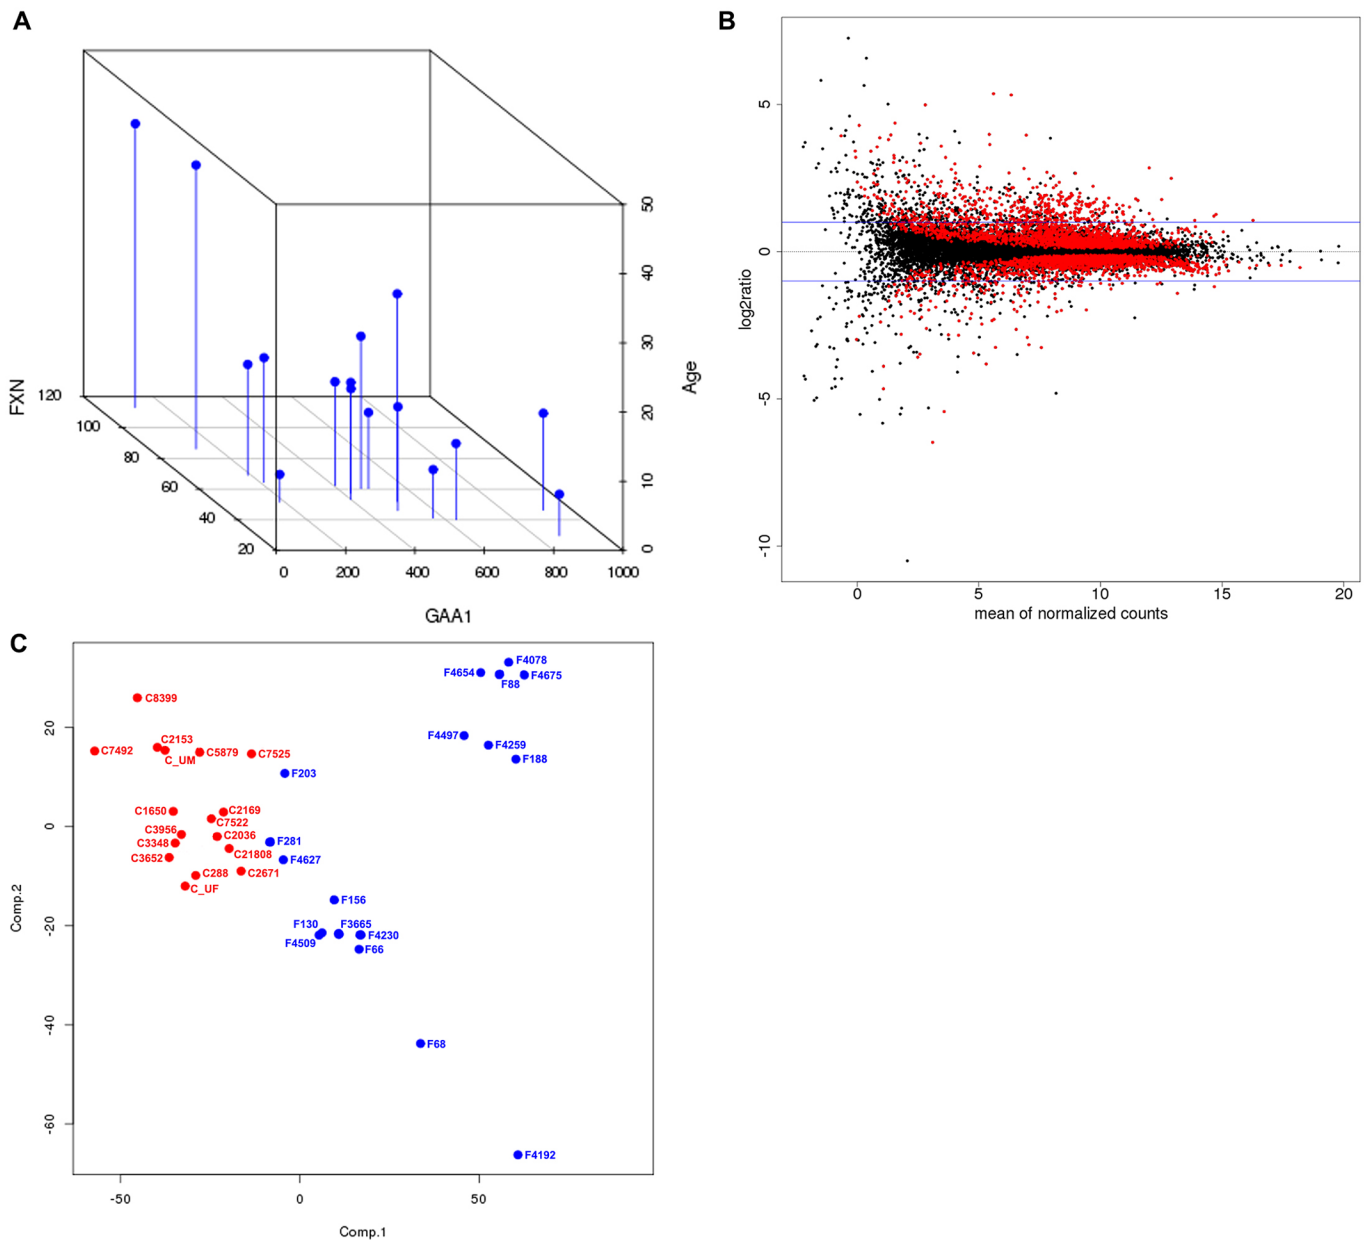 A
B
50
40
30
20
10
0
Age
FXN
120
100
80
60
40
20
0
200
400
600
800
1000
GAA1
5
0
-5
-10
log2ratio
0
5
10
15
20
mean of normalized counts
C
F4078
F4654
F4675
F88
C8399
F4497
C2153
F4259
C7492
C5879
C7525
C_UM
F188
F203
C1650
C2169
C7522
C3956
C2036
C3348
F281
C21808
C3652
F4627
C288
C2671
C_UF
F156
F130
F3665
F4230
F4509
F66
F68
F4192
20
0
-20
-40
-60
Comp.2
-50
0
50
Comp.1